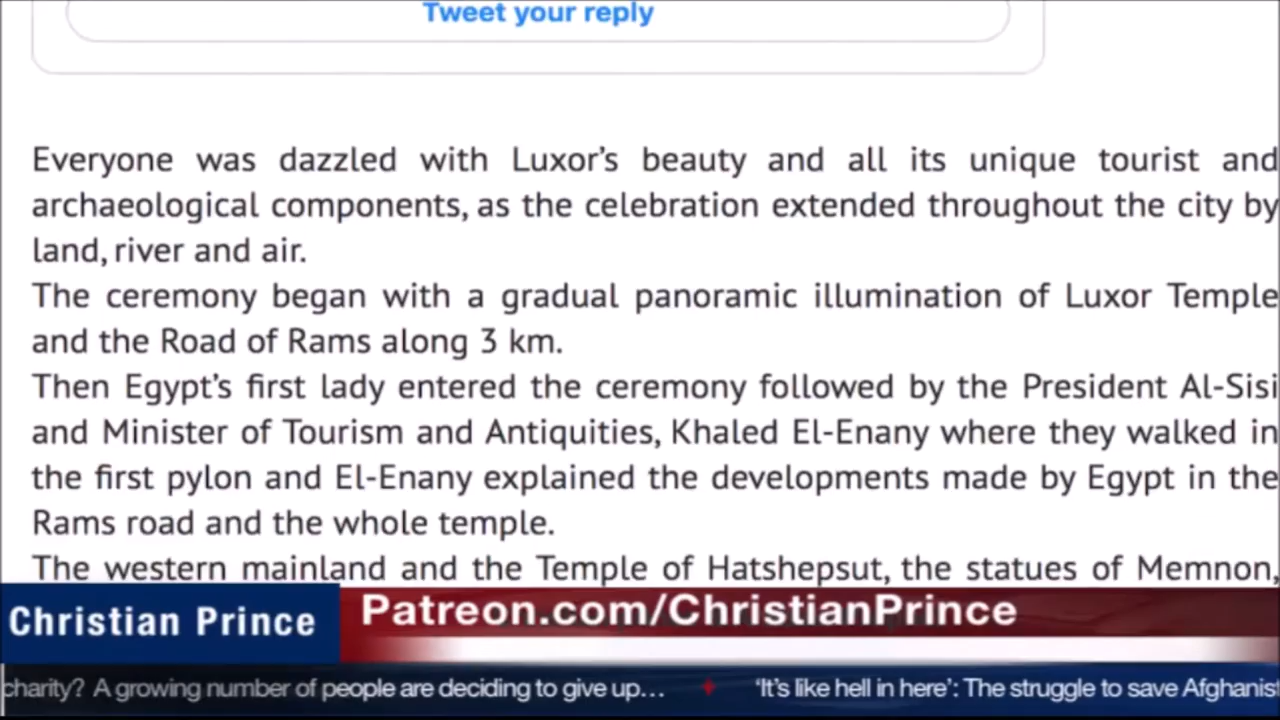 Tweet your reply
Everyone was dazzled with Luxor's beauty and all its unique tourist and
archaeological components, as the celebration extended throughout the city by
land, river and air.
The ceremony began with a gradual panoramic illumination of Luxor Temple
and the Road of Rams along 3 km.
Then Egypt's first lady entered the ceremony followed by the President Al-Sisi
and Minister of Tourism and Antiquities, Khaled El-Enany where they walked in
the first pylon and El-Enany explained the developments made by Egypt in the
Rams road and the whole temple.
The western mainland and the Temple of Hatshepsut, the statues of Memnon,
Christian Prince
Patreon.com/ChristianPrince
charity? A growing number of people are deciding to give up… 'It's like hell in here': The struggle to save Afghanist